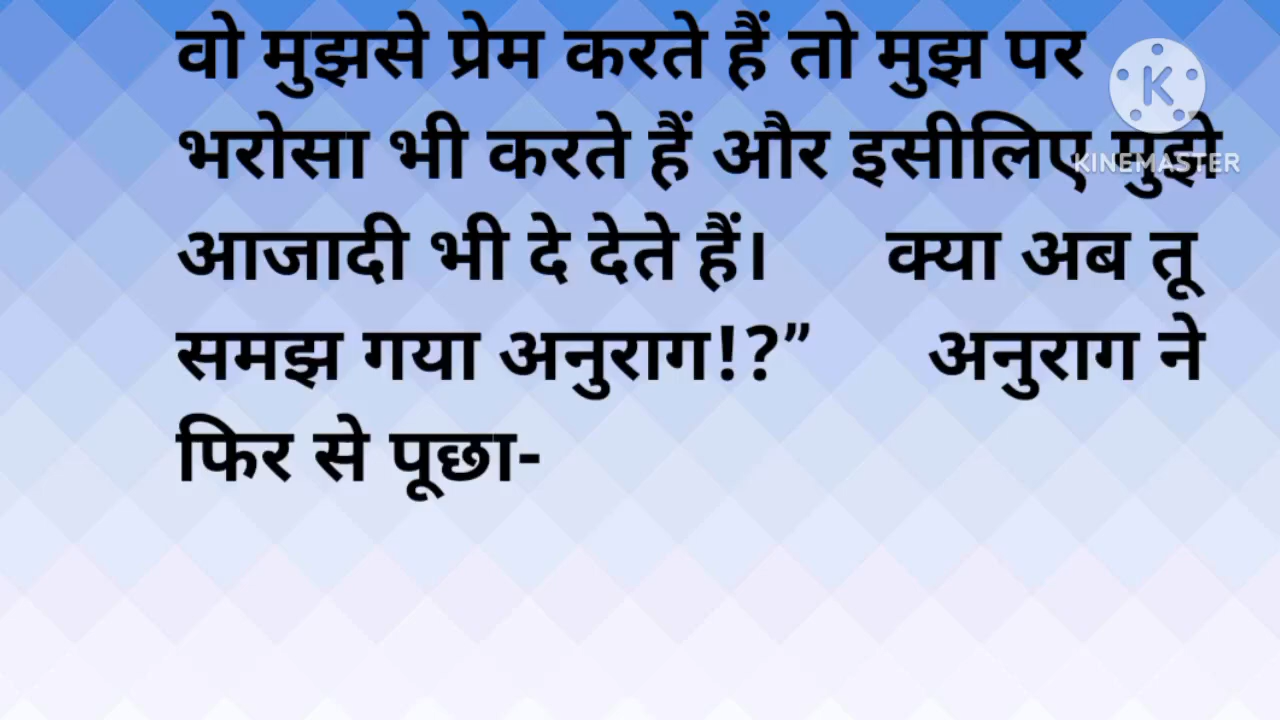 वो मुझसे प्रेम करते हैं तो मुझ पर
भरोसा भी करते हैं और इसीलिए मुझे
आजादी भी दे देते हैं। क्या अब तू
समझ गया अनुराग!?” अनुराग ने
फिर से पूछा-
K
KINEMASTER